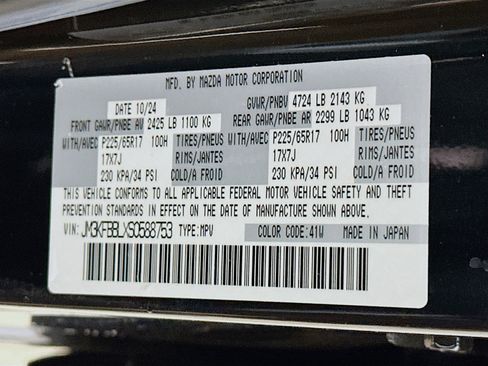 MFD. BY MAZDA MOTOR CORPORATION
DATE 10/24 GVWR/PNBV 4724 LB 2143 KG
FRONT GAWR/PNBE AV 2425 LB 1100 KG REAR GAWR/PNBE AR 2299 LB 1043 KG
WITH/AVEC P225/65R17 100H TIRES/PNEUS WITH/AVEC P225/65R17 100H TIRES/PNEUS
17X7J RIMS/JANTES 17X7J RIMS/JANTES
230 KPA/34 PSI COLD/A FROID 230 KPA/34 PSI COLD/A FROID
THIS VEHICLE CONFORMS TO ALL APPLICABLE FEDERAL MOTOR VEHICLE SAFETY AND THEFT
PREVENTION STANDARDS IN EFFECT ON THE DATE OF MANUFACTURE SHOWN ABOVE.
VIN: JM3KFBBLXS0588753 TYPE: MPV COLOR CODE: 41W MADE IN JAPAN